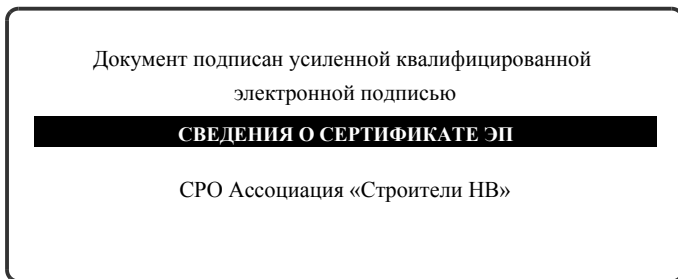 Документ подписан усиленной квалифицированной
электронной подписью
СВЕДЕНИЯ О СЕРТИФИКАТЕ ЭП
СРО Ассоциация «Строители НВ»